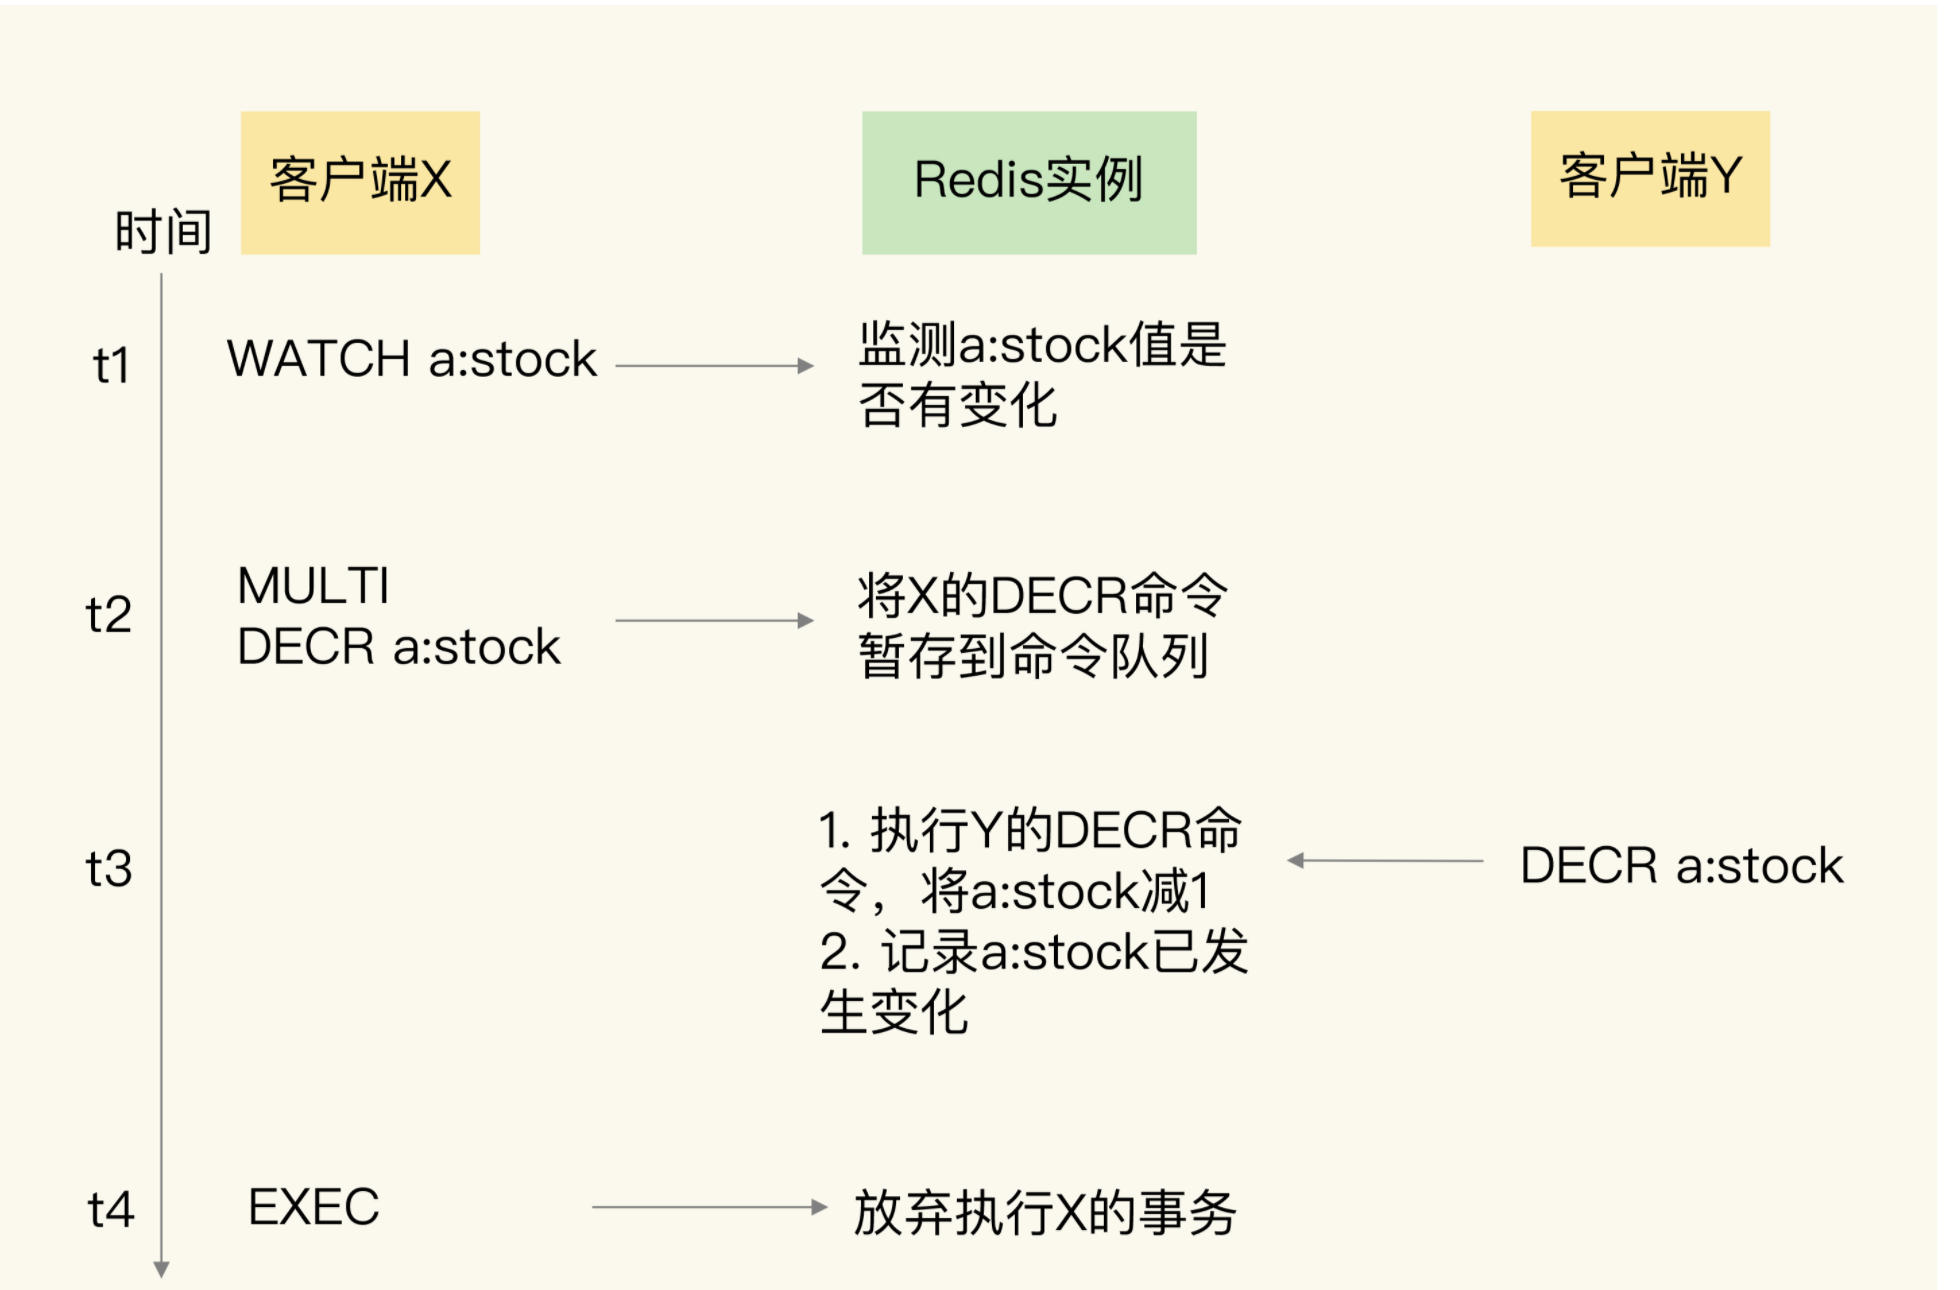 客户端X
Redis实例
客户端Y
时间
t1
WATCH a:stock
监测a:stock值是
否有变化
t2
MULTI
DECR a:stock
将X的DECR命令
暂存到命令队列
t3
1. 执行Y的DECR命
令，将a:stock减1
2. 记录a:stock已发
生变化
DECR a:stock
t4
EXEC
放弃执行X的事务